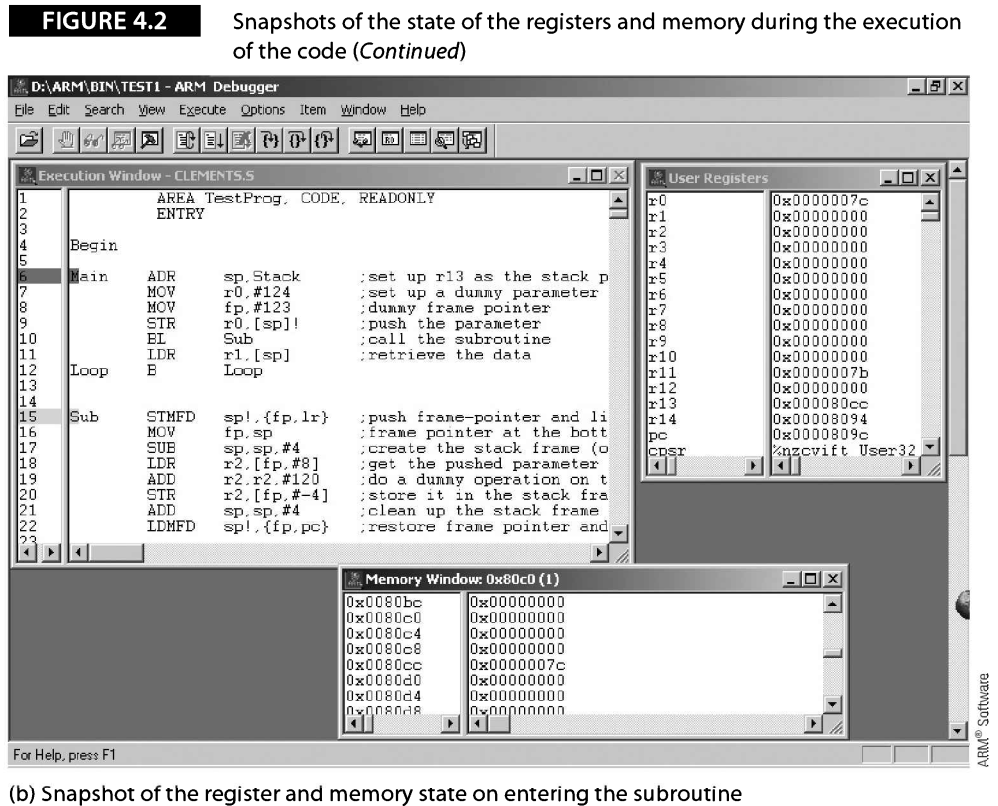 FIGURE 4.2
Snapshots of the state of the registers and memory during the execution
of the code (Continued)
D:\ARM\BIN\TEST1 - ARM Debugger
File Edit Search View Execute Options Item Window Help
Execution Window - CLEMENTS.S
1 AREA TestProg, CODE, READONLY
2 ENTRY
3
4 Begin
5
6 Main ADR sp,Stack ;set up r13 as the stack p
7 MOV r0,#124 ;set up a dummy parameter
8 MOV fp,#123 ;dummy frame pointer
9 STR r0,[sp]! ;push the parameter
10 BL Sub ;call the subroutine
11 LDR r1,[sp] ;retrieve the data
12 Loop B Loop
13
14
15 Sub STMFD sp!,{fp,lr} ;push frame-pointer and li
16 MOV fp,sp ;frame pointer at the bott
17 SUB sp,sp,#4 ;create the stack frame (o
18 LDR r2,[fp,#8] ;get the pushed parameter
19 ADD r2,r2,#120 ;do a dummy operation on t
20 STR r2,[fp,#-4] ;store it in the stack fra
21 ADD sp,sp,#4 ;clean up the stack frame
22 LDMFD sp!,{fp,pc} ;restore frame pointer and
23
User Registers
r0 0x0000007c
r1 0x00000000
r2 0x00000000
r3 0x00000000
r4 0x00000000
r5 0x00000000
r6 0x00000000
r7 0x00000000
r8 0x00000000
r9 0x00000000
r10 0x00000000
r11 0x0000007b
r12 0x00000000
r13 0x000080cc
r14 0x00008094
pc 0x0000809c
cpsr %nzcvift_User32
Memory Window: 0x80c0 (1)
0x0080bc 0x00000000
0x0080c0 0x00000000
0x0080c4 0x00000000
0x0080c8 0x00000000
0x0080cc 0x0000007c
0x0080d0 0x00000000
0x0080d4 0x00000000
0x0080d8 0x00000000
For Help, press F1
ARM® Software
(b) Snapshot of the register and memory state on entering the subroutine